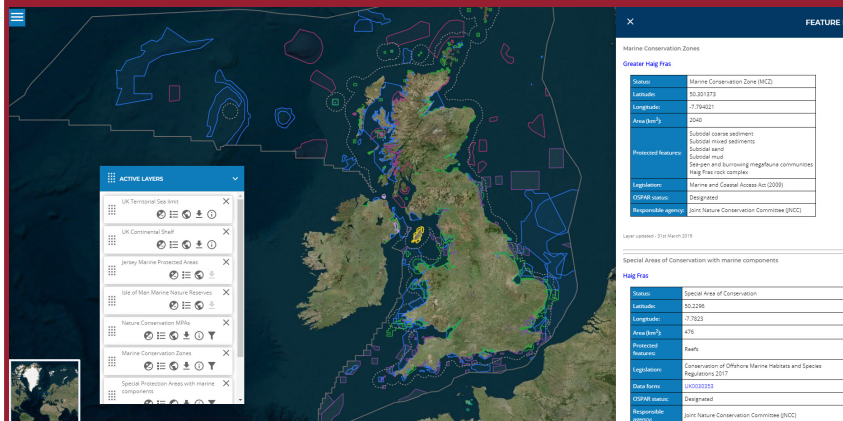 ACTIVE LAYERS
UK Territorial Sea limit
UK Continental Shelf
Jersey Marine Protected Areas
Isle of Man Marine Nature Reserves
Nature Conservation MPAs
Marine Conservation Zones
Special Protection Areas with marine
components
FEATURE
Marine Conservation Zones
Greater Haig Fras
Status: Marine Conservation Zone (MCZ)
Latitude: 50.301373
Longitude: -7.794021
Area (km²): 2040
Protected features: Subtidal coarse sediment
Subtidal mixed sediments
Subtidal sand
Subtidal mud
Sea-pen and burrowing megafauna communities
Haig Fras rock complex
Legislation: Marine and Coastal Access Act (2009)
OSPAR status: Designated
Responsible agency: Joint Nature Conservation Committee (JNCC)
Layer updated - 31st March 2019
Special Areas of Conservation with marine components
Haig Fras
Status: Special Area of Conservation
Latitude: 50.2296
Longitude: -7.7823
Area (km²): 476
Protected
features: Reefs
Legislation: Conservation of Offshore Marine Habitats and Species
Regulations 2017
Data form: UK0030353
OSPAR status: Designated
Responsible
agency: Joint Nature Conservation Committee (JNCC)